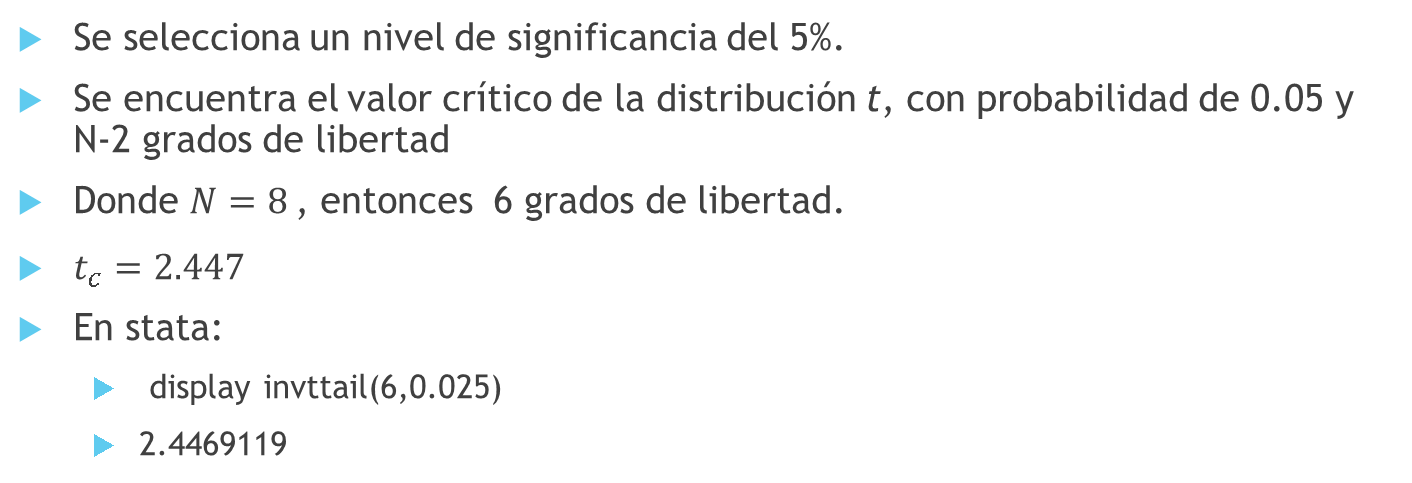 Se selecciona un nivel de significancia del 5%.
Se encuentra el valor crítico de la distribución t, con probabilidad de 0.05 y
N-2 grados de libertad
Donde N = 8 , entonces 6 grados de libertad.
t_c = 2.447
En stata:
display invttail(6,0.025)
2.4469119